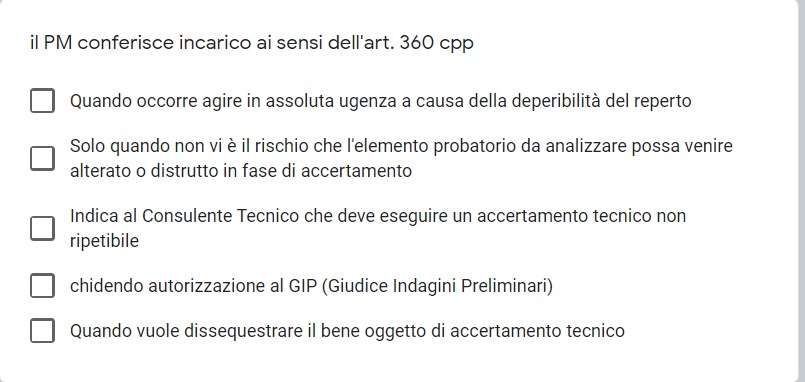 il PM conferisce incarico ai sensi dell'art. 360 cpp
Quando occorre agire in assoluta ugenza a causa della deperibilità del reperto
Solo quando non vi è il rischio che l'elemento probatorio da analizzare possa venire
alterato o distrutto in fase di accertamento
Indica al Consulente Tecnico che deve eseguire un accertamento tecnico non
ripetibile
chidendo autorizzazione al GIP (Giudice Indagini Preliminari)
Quando vuole dissequestrare il bene oggetto di accertamento tecnico